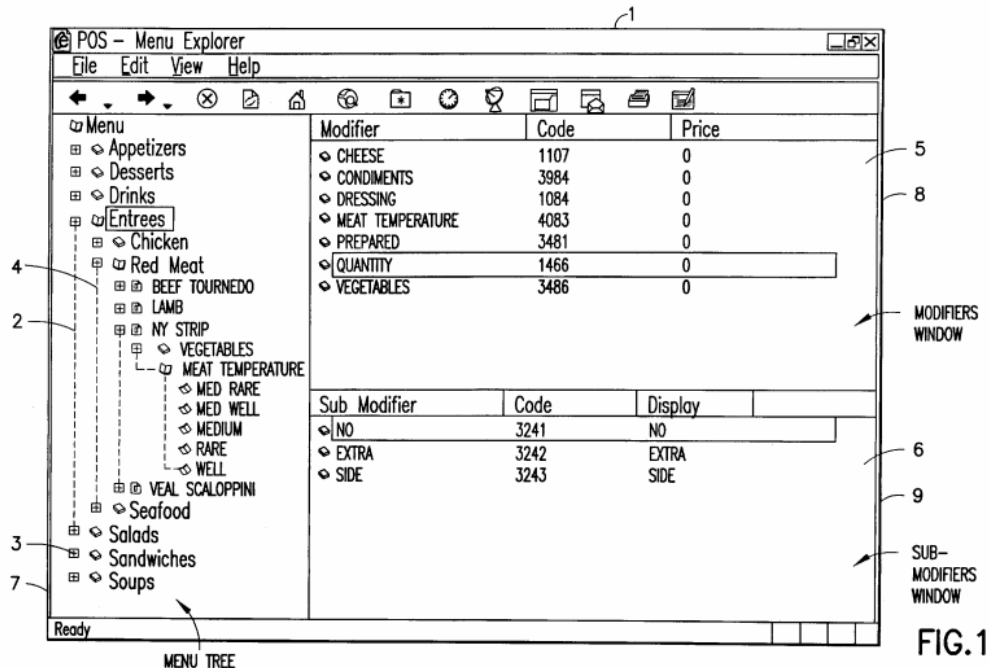 1
POS – Menu Explorer
File Edit View Help
Menu
Appetizers
Desserts
Drinks
Entrees
Chicken
Red Meat
BEEF TOURNEDO
LAMB
NY STRIP
VEGETABLES
MEAT TEMPERATURE
MED RARE
MED WELL
MEDIUM
RARE
WELL
VEAL SCALOPPINI
Seafood
Salads
Sandwiches
Soups
4
2
3
7
Modifier Code Price
CHEESE 1107 0
CONDIMENTS 3984 0
DRESSING 1084 0
MEAT TEMPERATURE 4083 0
PREPARED 3481 0
QUANTITY 1466 0
VEGETABLES 3486 0
5
8
MODIFIERS
WINDOW
Sub Modifier Code Display
NO 3241 NO
EXTRA 3242 EXTRA
SIDE 3243 SIDE
6
9
SUB–
MODIFIERS
WINDOW
Ready
MENU TREE
FIG.1